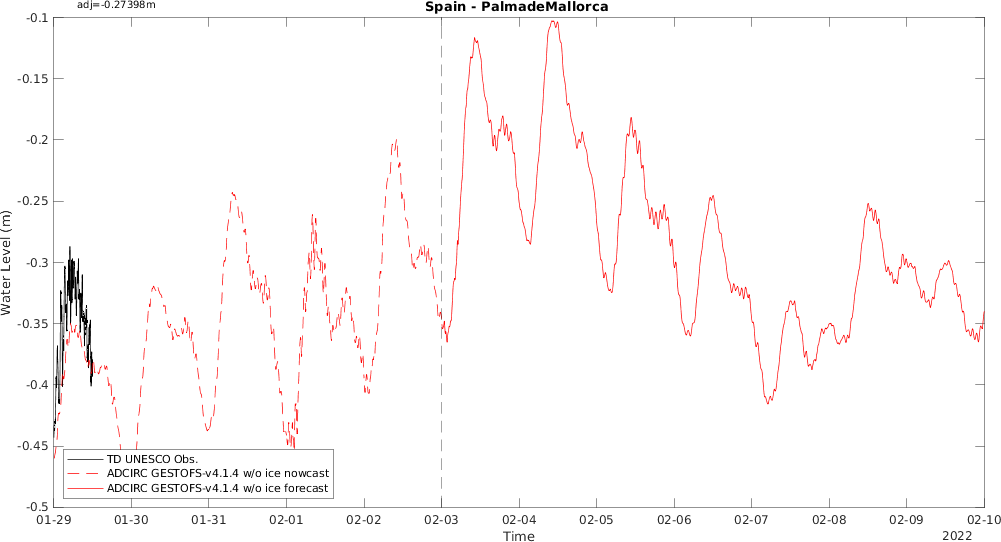 adj=-0.27398m
Spain - PalmadeMallorca
-0.1
-0.15
-0.2
-0.25
-0.3
-0.35
-0.4
-0.45
-0.5
Water Level (m)
TD UNESCO Obs.
ADCIRC GESTOFS-v4.1.4 w/o ice nowcast
ADCIRC GESTOFS-v4.1.4 w/o ice forecast
01-29 01-30 01-31 02-01 02-02 02-03 02-04 02-05 02-06 02-07 02-08 02-09 02-10
Time
2022